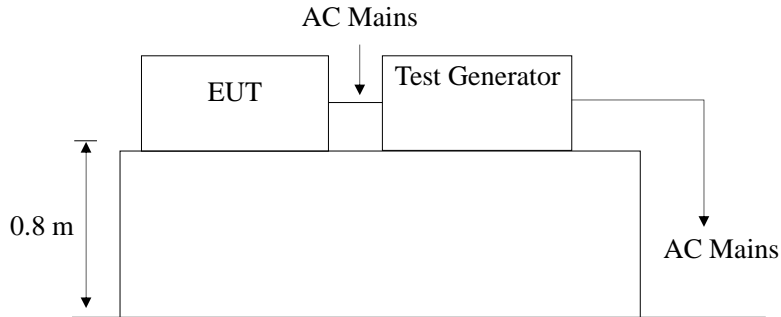 AC Mains
EUT
Test Generator
0.8 m
AC Mains